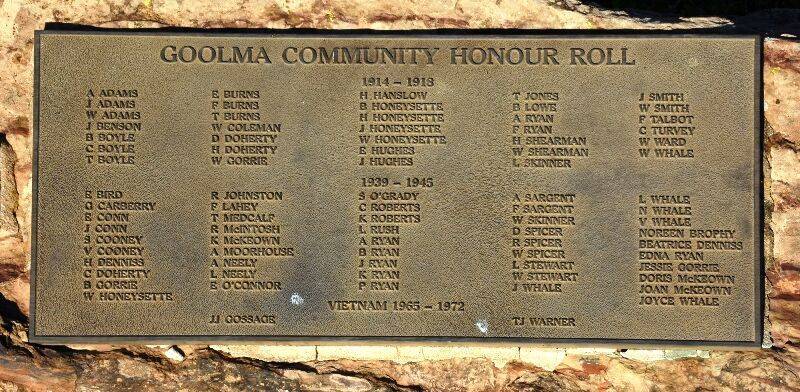 GOOLMA COMMUNITY HONOUR ROLL
1914 – 1918
A ADAMS
J ADAMS
W ADAMS
J BENSON
B BOYLE
C BOYLE
T BOYLE
E BURNS
F BURNS
T BURNS
W COLEMAN
D DOHERTY
H DOHERTY
W GORRIE
H HANSLOW
B HONEYSETTE
H HONEYSETTE
J HONEYSETTE
W HONEYSETTE
E HUGHES
J HUGHES
T JONES
B LOWE
A RYAN
F RYAN
H SHEARMAN
W SHEARMAN
L SKINNER
J SMITH
W SMITH
F TALBOT
C TURVEY
W WARD
W WHALE
1939 – 1945
E BIRD
G CARBERRY
E CONN
J CONN
S COONEY
V COONEY
H DENNISS
C DOHERTY
B GORRIE
W HONEYSETTE
R JOHNSTON
F LAHEY
T MEDCALF
R McINTOSH
K McKEOWN
A MOORHOUSE
A NEELY
L NEELY
E O'CONNOR
S O'GRADY
C ROBERTS
K ROBERTS
L RUSH
A RYAN
B RYAN
J RYAN
K RYAN
P RYAN
A SARGENT
F SARGENT
W SKINNER
D SPICER
R SPICER
W SPICER
L STEWART
W STEWART
J WHALE
L WHALE
N WHALE
V WHALE
NOREEN BROPHY
BEATRICE DENNISS
EDNA RYAN
JESSIE GORRIE
DORIS McKEOWN
JOAN McKEOWN
JOYCE WHALE
VIETNAM 1965 – 1972
JJ GOSSAGE
TJ WARNER